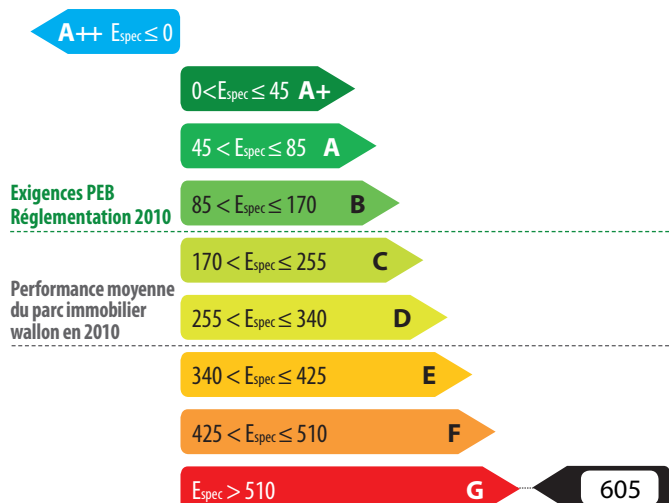 A++ Espec ≤ 0
0<Espec ≤ 45 A+
45 < Espec ≤ 85 A
Exigences PEB
Réglementation 2010
85 < Espec ≤ 170 B
170 < Espec ≤ 255 C
Performance moyenne
du parc immobilier
wallon en 2010
255 < Espec ≤ 340 D
340 < Espec ≤ 425 E
425 < Espec ≤ 510 F
Espec > 510 G 605